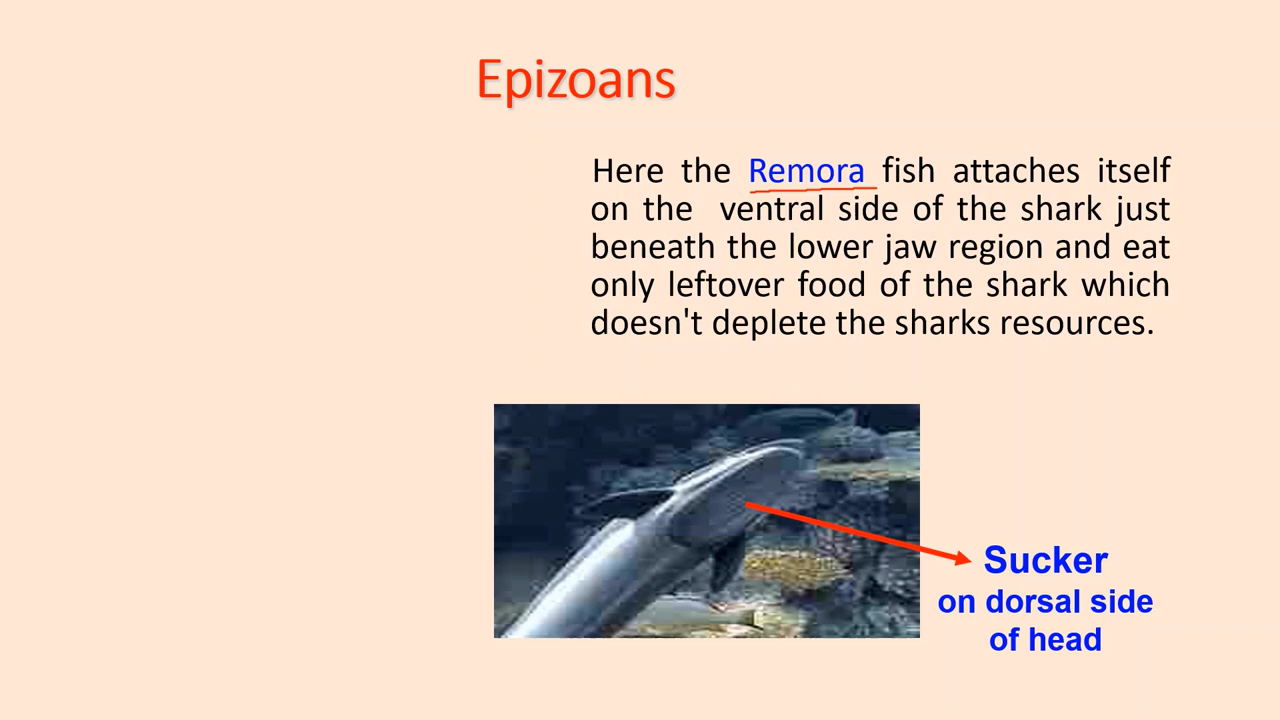 Epizoans
Here the Remora fish attaches itself
on the ventral side of the shark just
beneath the lower jaw region and eat
only leftover food of the shark which
doesn't deplete the sharks resources.
Sucker
on dorsal side
of head